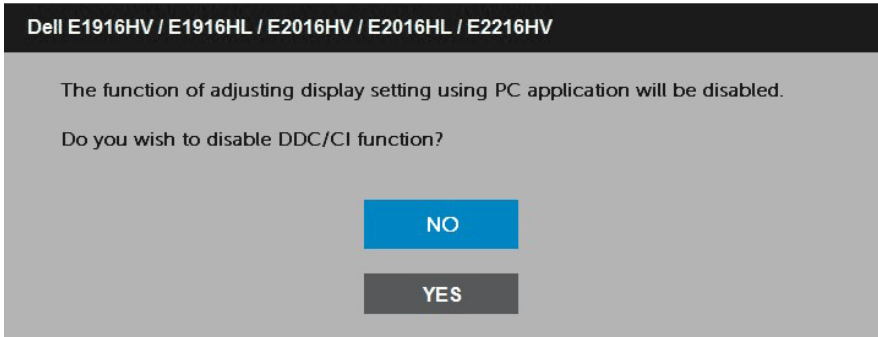 Dell E1916HV / E1916HL / E2016HV / E2016HL / E2216HV
The function of adjusting display setting using PC application will be disabled.
Do you wish to disable DDC/CI function?
NO
YES